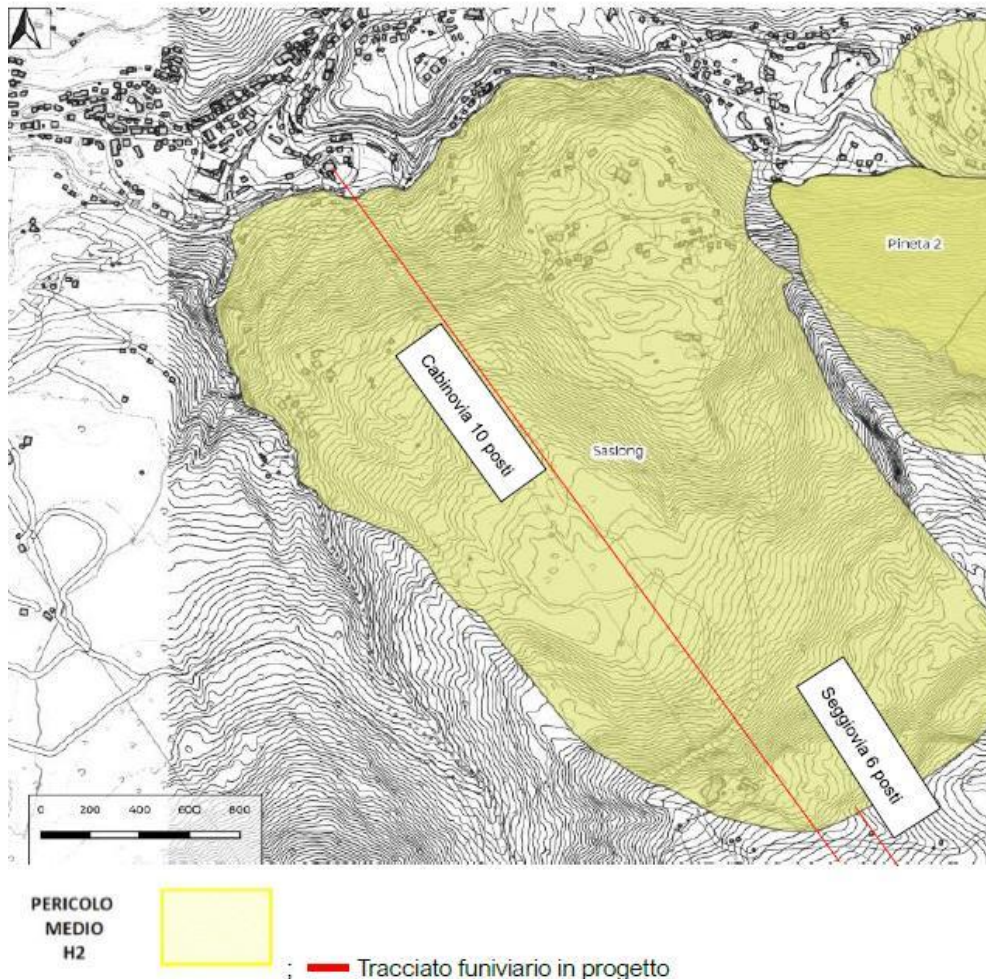 Pineta 2
Cabinovia 10 posti
Saslong
Seggiovia 6 posti
0 200 400 600 800
PERICOLO
MEDIO
H2
; Tracciato funiviario in progetto